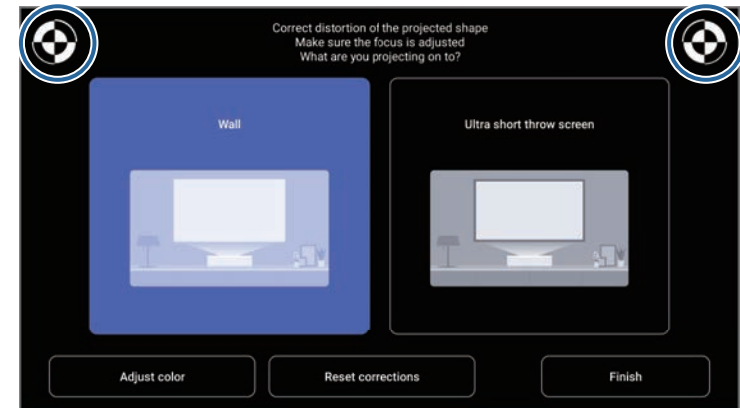 Correct distortion of the projected shape
Make sure the focus is adjusted
What are you projecting on to?
Wall
Ultra short throw screen
Adjust color
Reset corrections
Finish